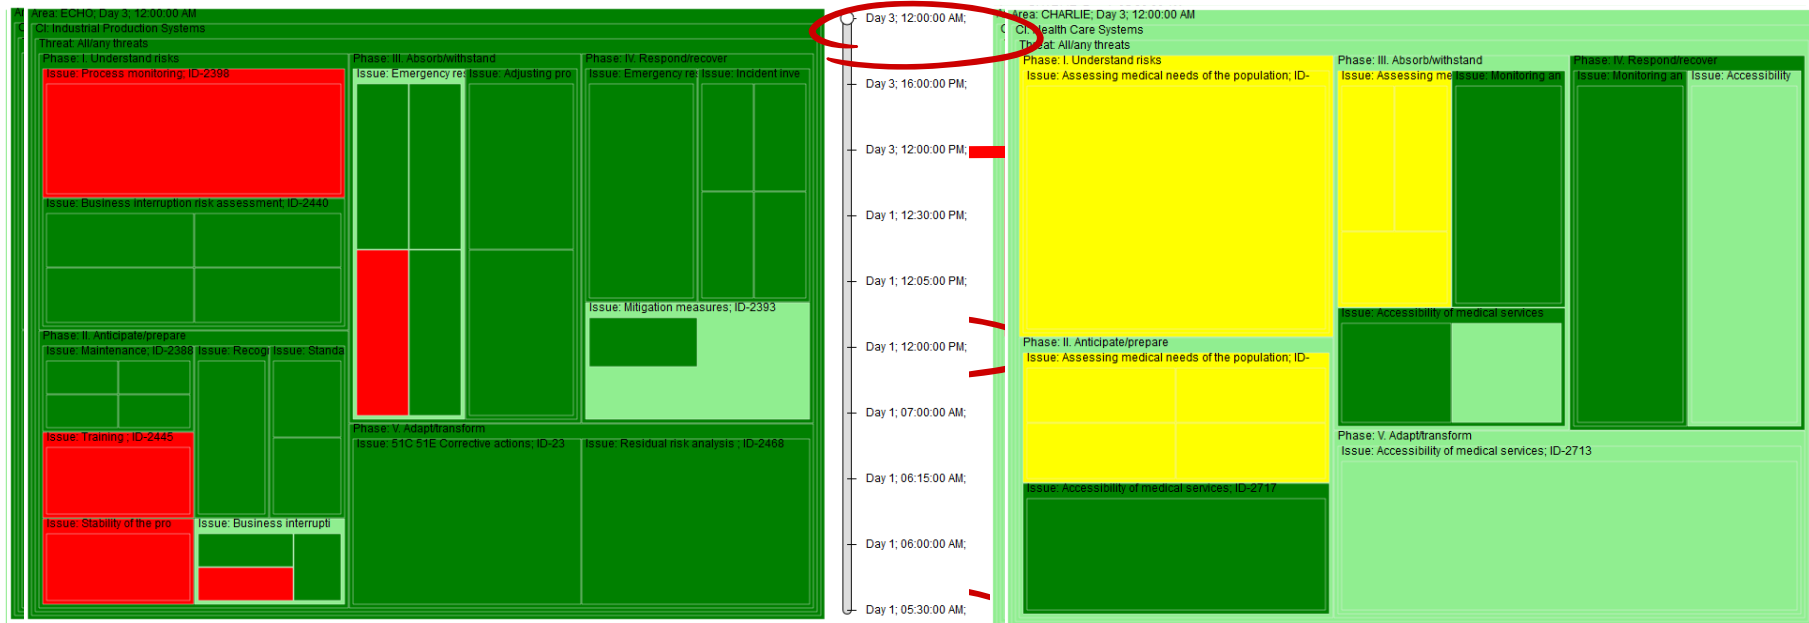 Area: ECHO; Day 3; 12:00:00 AM
CI: Industrial Production Systems
Threat: All/any threats
Phase: I. Understand risks
Issue: Process monitoring; ID-2398
Issue: Business interruption risk assessment; ID-2440
Phase: II. Anticipate/prepare
Issue: Maintenance; ID-2388
Issue: Recog
Issue: Standa
Issue: Training ; ID-2445
Issue: Stability of the pro
Issue: Business interrupti
Phase: III. Absorb/withstand
Issue: Emergency res
Issue: Adjusting pro
Phase: IV. Respond/recover
Issue: Emergency res
Issue: Incident inve
Issue: Mitigation measures; ID-2393
Phase: V. Adapt/transform
Issue: 51C 51E Corrective actions; ID-23
Issue: Residual risk analysis ; ID-2468
Day 3; 12:00:00 AM;
Day 3; 16:00:00 PM;
Day 3; 12:00:00 PM;
Day 1; 12:30:00 PM;
Day 1; 12:05:00 PM;
Day 1; 12:00:00 PM;
Day 1; 07:00:00 AM;
Day 1; 06:15:00 AM;
Day 1; 06:00:00 AM;
Day 1; 05:30:00 AM;
Area: CHARLIE; Day 3; 12:00:00 AM
CI: Health Care Systems
Threat: All/any threats
Phase: I. Understand risks
Issue: Assessing medical needs of the population; ID-
Phase: II. Anticipate/prepare
Issue: Assessing medical needs of the population; ID-
Issue: Accessibility of medical services; ID-2717
Phase: III. Absorb/withstand
Issue: Assessing me
Issue: Monitoring an
Issue: Accessibility of medical services
Phase: IV. Respond/recover
Issue: Monitoring an
Issue: Accessibility
Phase: V. Adapt/transform
Issue: Accessibility of medical services; ID-2713